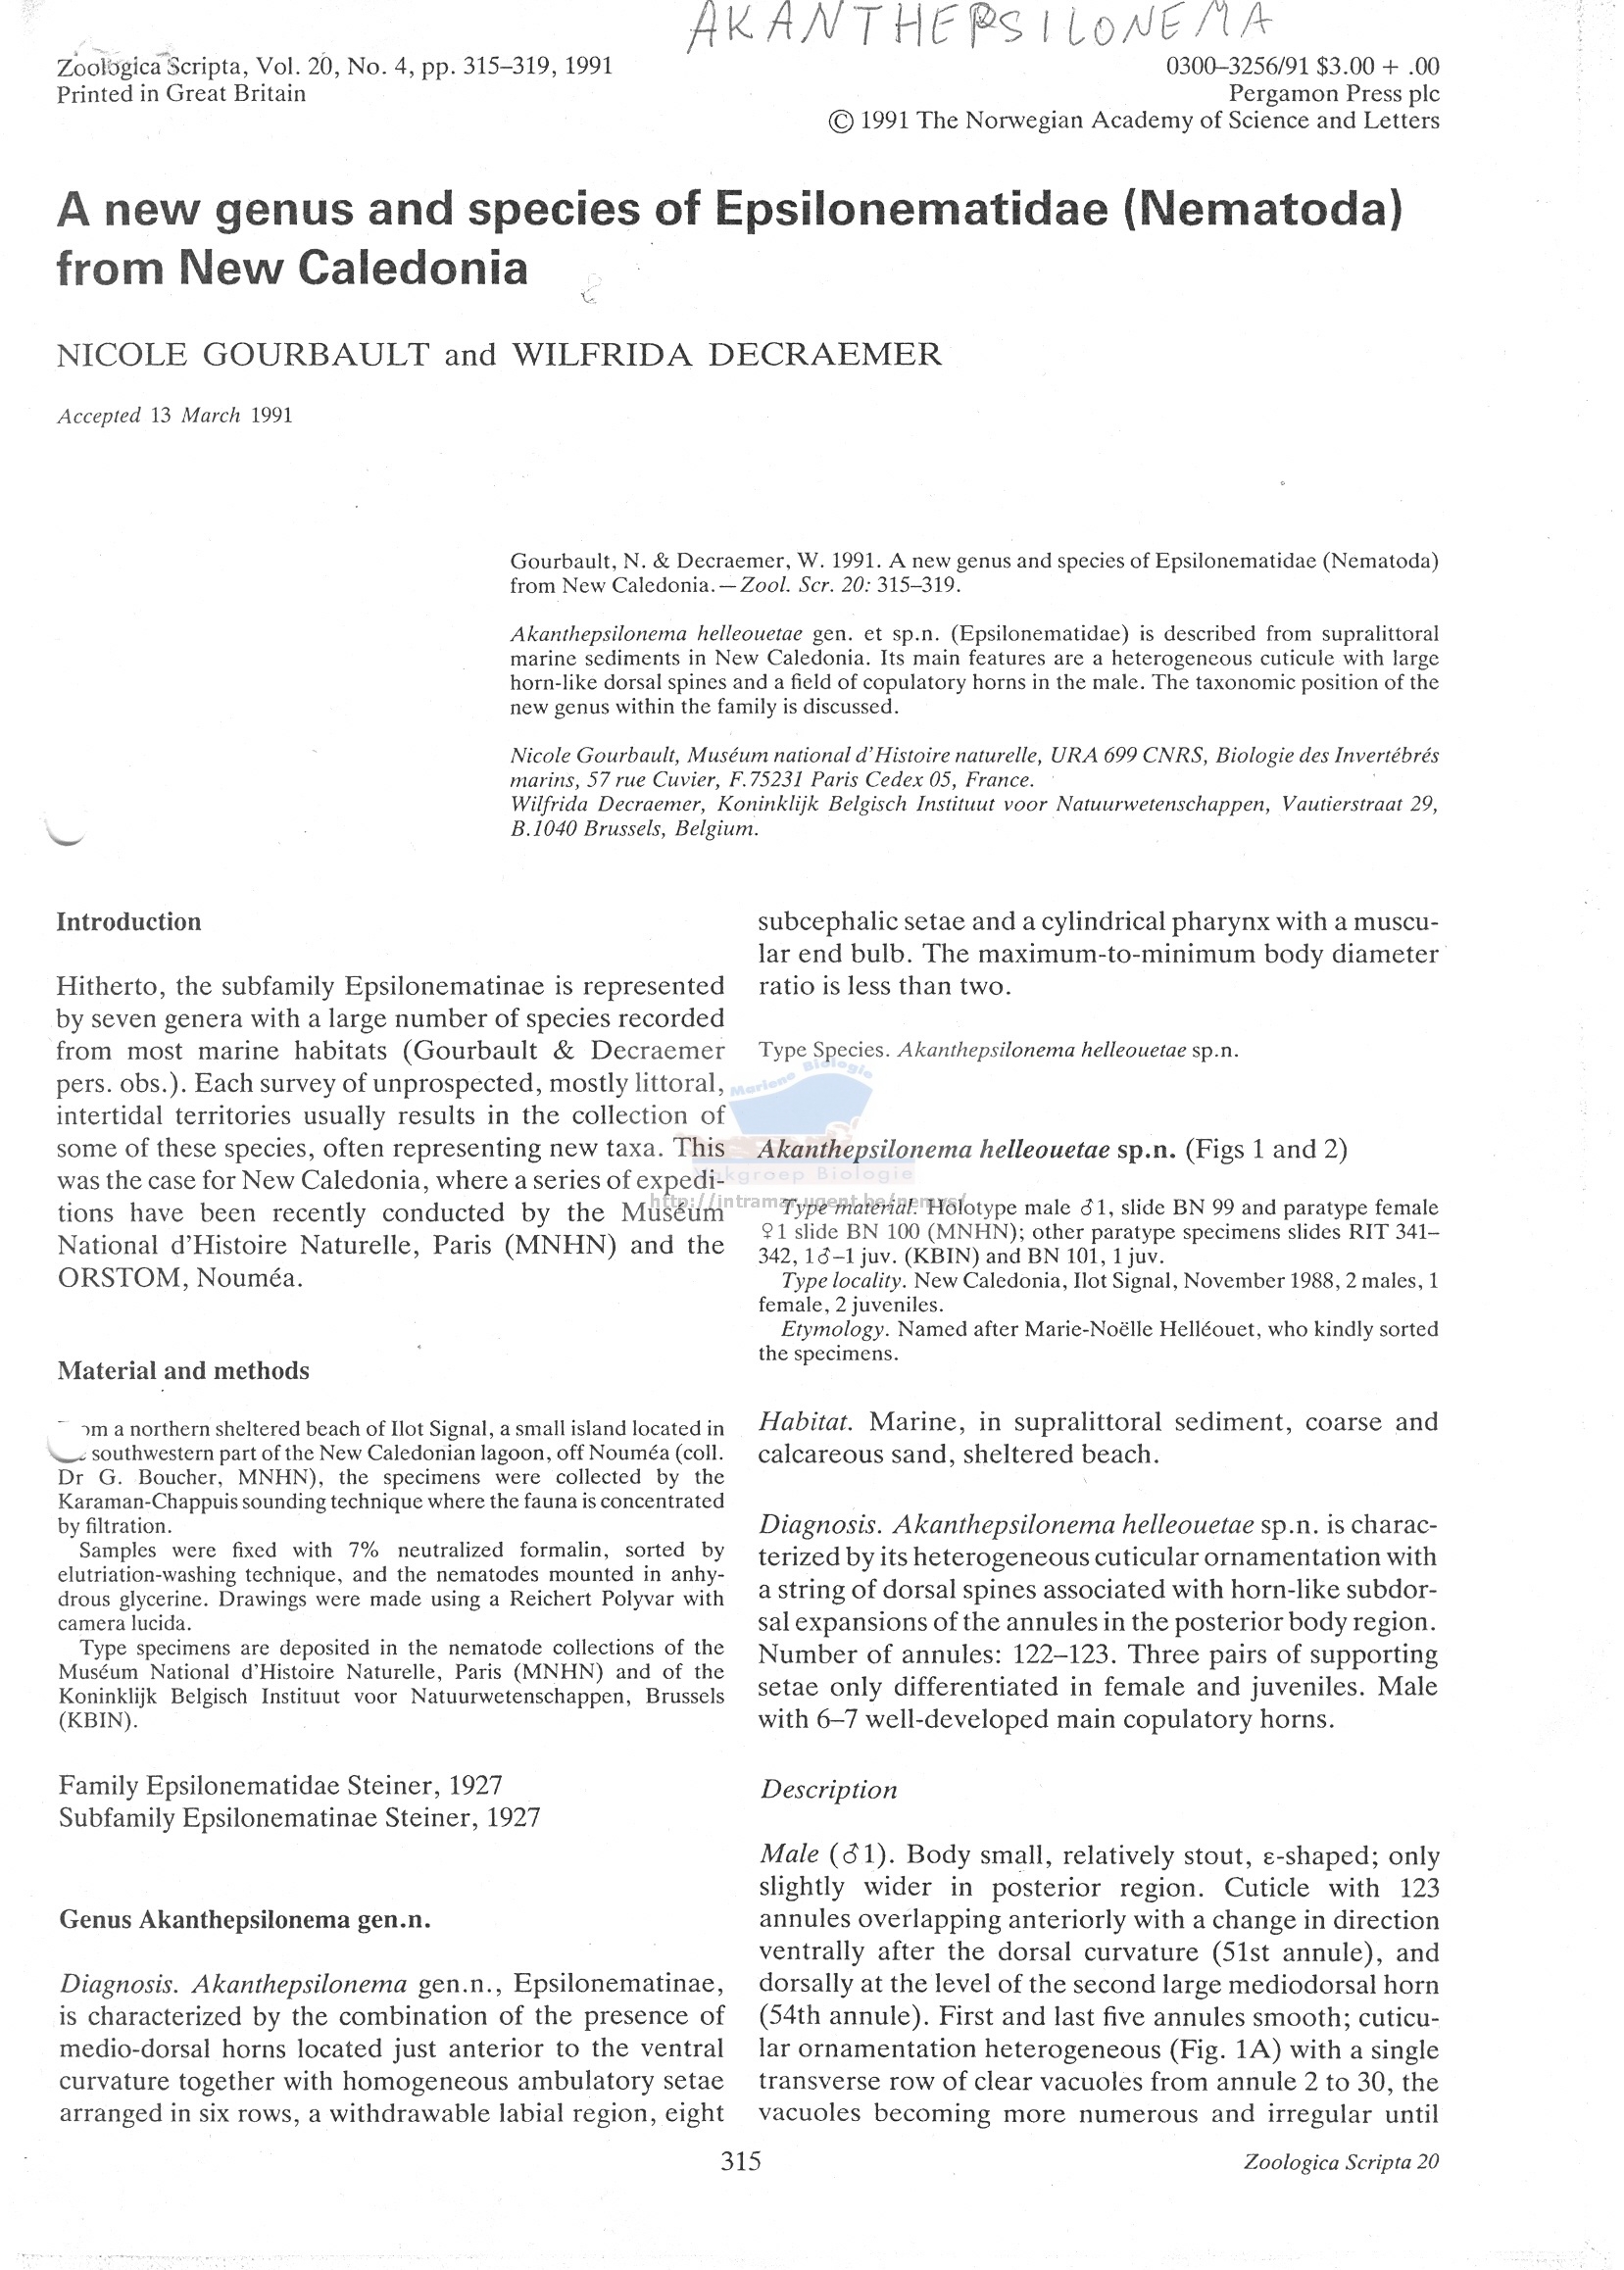 AKANTHEPSILONEMA
Zoologica Scripta, Vol. 20, No. 4, pp. 315–319, 1991
Printed in Great Britain
0300–3256/91 $3.00 + .00
Pergamon Press plc
© 1991 The Norwegian Academy of Science and Letters
A new genus and species of Epsilonematidae (Nematoda)
from New Caledonia
NICOLE GOURBAULT and WILFRIDA DECRAEMER
Accepted 13 March 1991
Gourbault, N. & Decraemer, W. 1991. A new genus and species of Epsilonematidae (Nematoda)
from New Caledonia.—Zool. Scr. 20: 315–319.
Akanthepsilonema helleouetae gen. et sp.n. (Epsilonematidae) is described from supralittoral
marine sediments in New Caledonia. Its main features are a heterogeneous cuticule with large
horn-like dorsal spines and a field of copulatory horns in the male. The taxonomic position of the
new genus within the family is discussed.
Nicole Gourbault, Muséum national d'Histoire naturelle, URA 699 CNRS, Biologie des Invertébrés
marins, 57 rue Cuvier, F.75231 Paris Cedex 05, France.
Wilfrida Decraemer, Koninklijk Belgisch Instituut voor Natuurwetenschappen, Vautierstraat 29,
B.1040 Brussels, Belgium.
Introduction
Hitherto, the subfamily Epsilonematinae is represented
by seven genera with a large number of species recorded
from most marine habitats (Gourbault & Decraemer
pers. obs.). Each survey of unprospected, mostly littoral,
intertidal territories usually results in the collection of
some of these species, often representing new taxa. This
was the case for New Caledonia, where a series of expedi-
tions have been recently conducted by the Muséum
National d'Histoire Naturelle, Paris (MNHN) and the
ORSTOM, Nouméa.
Material and methods
om a northern sheltered beach of Ilot Signal, a small island located in
southwestern part of the New Caledonian lagoon, off Nouméa (coll.
Dr G. Boucher, MNHN), the specimens were collected by the
Karaman-Chappuis sounding technique where the fauna is concentrated
by filtration.
Samples were fixed with 7% neutralized formalin, sorted by
elutriation-washing technique, and the nematodes mounted in anhy-
drous glycerine. Drawings were made using a Reichert Polyvar with
camera lucida.
Type specimens are deposited in the nematode collections of the
Muséum National d'Histoire Naturelle, Paris (MNHN) and of the
Koninklijk Belgisch Instituut voor Natuurwetenschappen, Brussels
(KBIN).
Family Epsilonematidae Steiner, 1927
Subfamily Epsilonematinae Steiner, 1927
Genus Akanthepsilonema gen.n.
Diagnosis. Akanthepsilonema gen.n., Epsilonematinae,
is characterized by the combination of the presence of
medio-dorsal horns located just anterior to the ventral
curvature together with homogeneous ambulatory setae
arranged in six rows, a withdrawable labial region, eight
subcephalic setae and a cylindrical pharynx with a muscu-
lar end bulb. The maximum-to-minimum body diameter
ratio is less than two.
Type Species. Akanthepsilonema helleouetae sp.n.
Mariene Biologie
Vakgroep Biologie
http://intramar.ugent.be/nemys/
Akanthepsilonema helleouetae sp.n. (Figs 1 and 2)
Type material. Holotype male ♂1, slide BN 99 and paratype female
♀1 slide BN 100 (MNHN); other paratype specimens slides RIT 341–
342, 1♂–1 juv. (KBIN) and BN 101, 1 juv.
Type locality. New Caledonia, Ilot Signal, November 1988, 2 males, 1
female, 2 juveniles.
Etymology. Named after Marie-Noëlle Helléouet, who kindly sorted
the specimens.
Habitat. Marine, in supralittoral sediment, coarse and
calcareous sand, sheltered beach.
Diagnosis. Akanthepsilonema helleouetae sp.n. is charac-
terized by its heterogeneous cuticular ornamentation with
a string of dorsal spines associated with horn-like subdor-
sal expansions of the annules in the posterior body region.
Number of annules: 122–123. Three pairs of supporting
setae only differentiated in female and juveniles. Male
with 6–7 well-developed main copulatory horns.
Description
Male (♂1). Body small, relatively stout, ε-shaped; only
slightly wider in posterior region. Cuticle with 123
annules overlapping anteriorly with a change in direction
ventrally after the dorsal curvature (51st annule), and
dorsally at the level of the second large mediodorsal horn
(54th annule). First and last five annules smooth; cuticu-
lar ornamentation heterogeneous (Fig. 1A) with a single
transverse row of clear vacuoles from annule 2 to 30, the
vacuoles becoming more numerous and irregular until
315
Zoologica Scripta 20